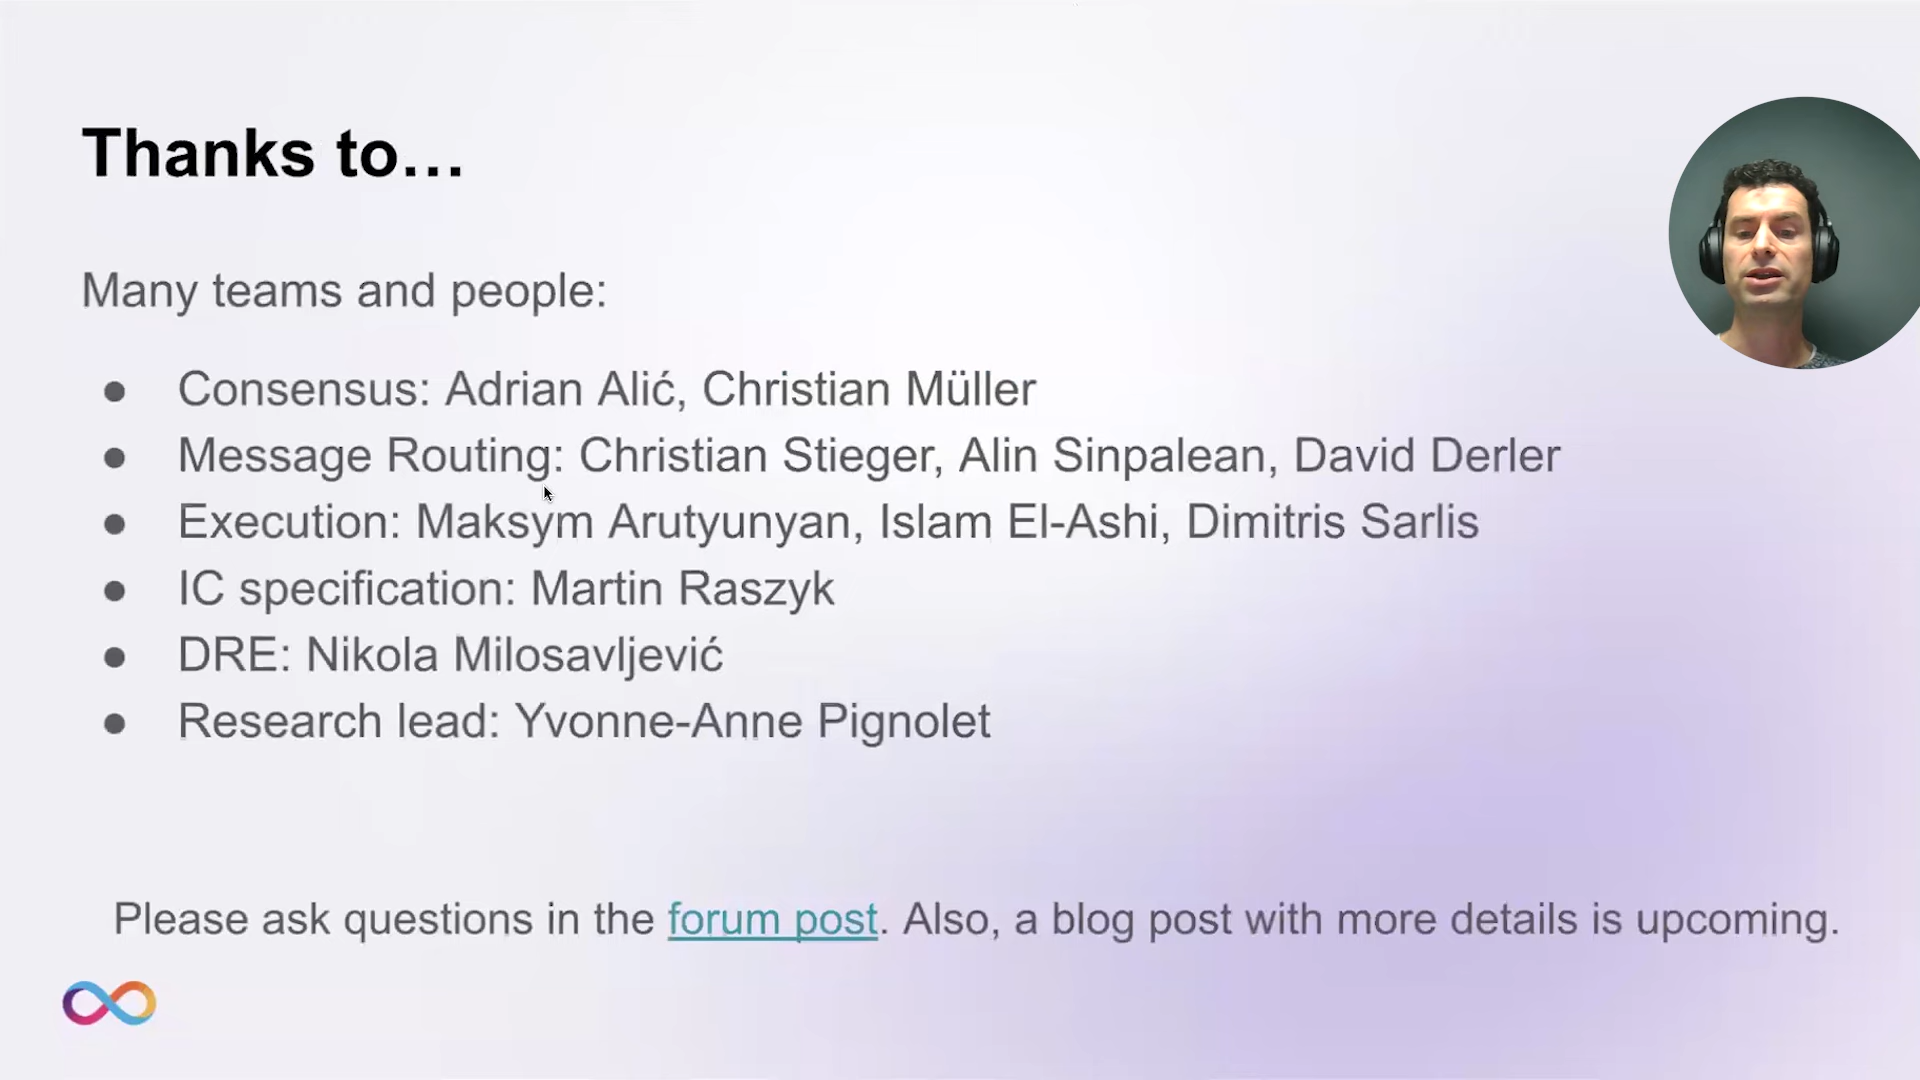 Thanks to…
Many teams and people:
● Consensus: Adrian Alić, Christian Müller
● Message Routing: Christian Stieger, Alin Sinpalean, David Derler
● Execution: Maksym Arutyunyan, Islam El-Ashi, Dimitris Sarlis
● IC specification: Martin Raszyk
● DRE: Nikola Milosavljević
● Research lead: Yvonne-Anne Pignolet
Please ask questions in the forum post. Also, a blog post with more details is upcoming.